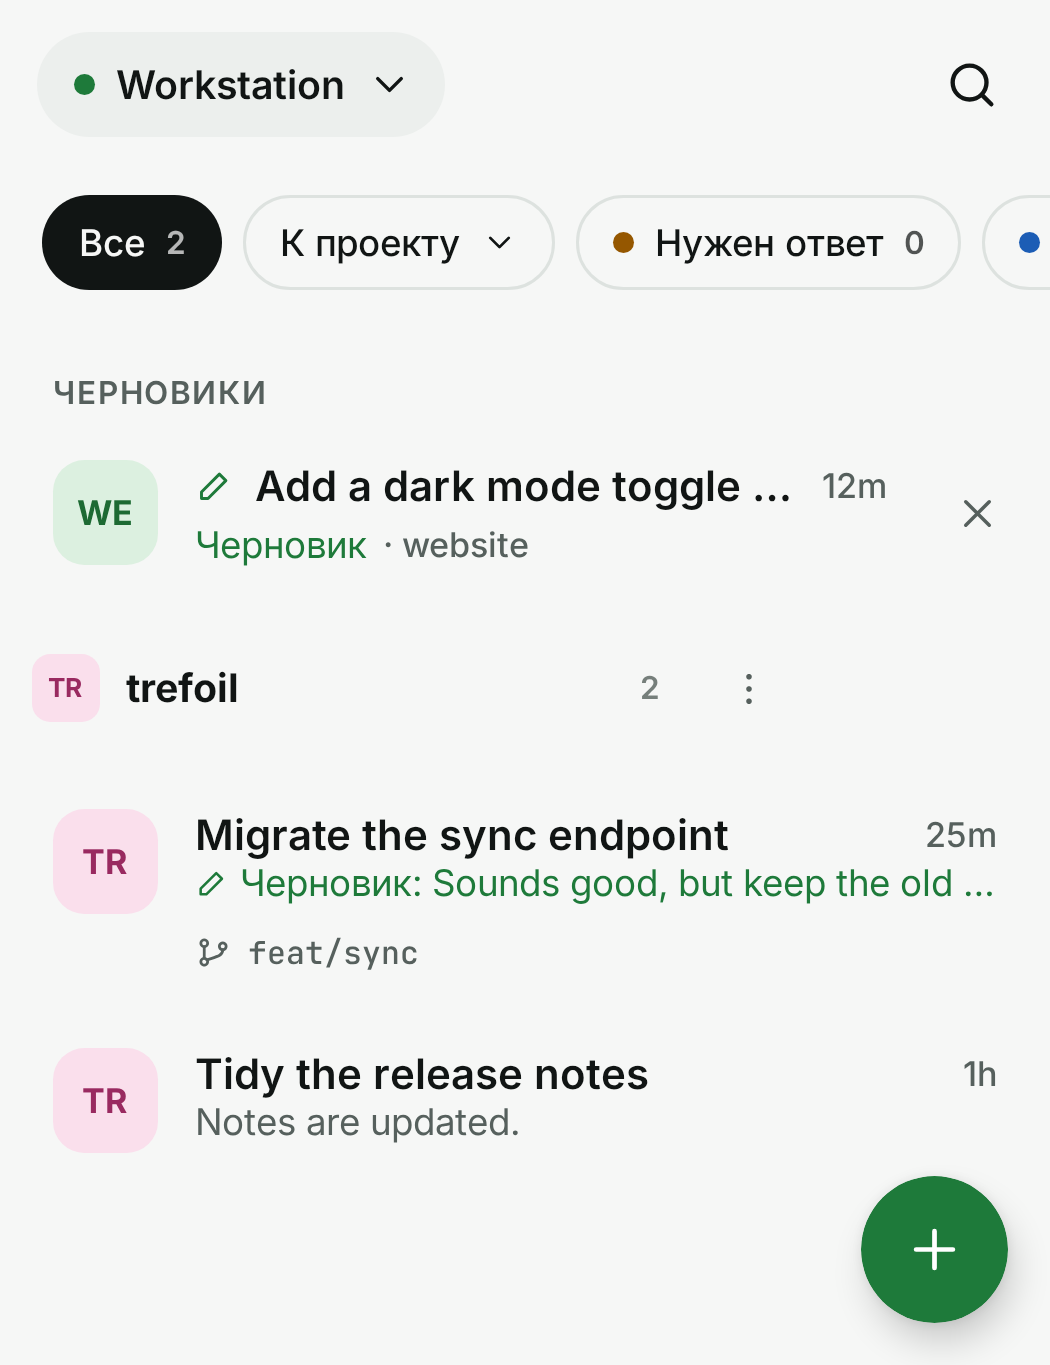 Workstation
Все 2 К проекту Нужен ответ 0
ЧЕРНОВИКИ
WE Add a dark mode toggle ... 12m
Черновик · website
TR trefoil 2
TR Migrate the sync endpoint 25m
Черновик: Sounds good, but keep the old ...
feat/sync
TR Tidy the release notes 1h
Notes are updated.